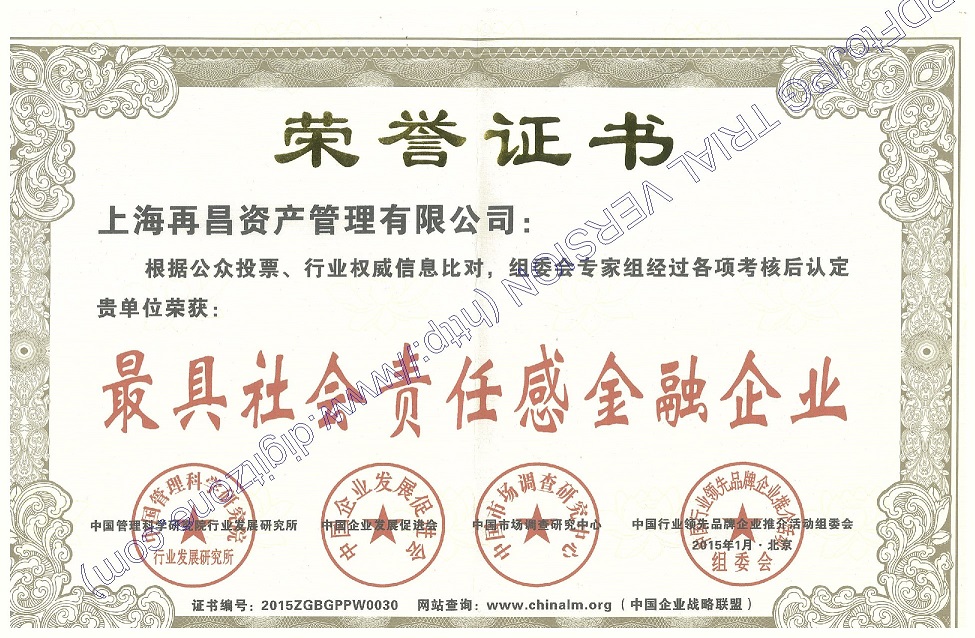 荣誉证书
上海再昌资产管理有限公司：
根据公众投票、行业权威信息比对，组委会专家组经过各项考核后认定
贵单位荣获：
最具社会责任感金融企业
中国管理科学研究院行业发展研究所
行业发展研究所
中国管理科学研究院行业发展研究所 中国企业发展促进会 中国市场调查研究中心 中国行业领先品牌企业推介活动组委会
中国企业发展促进会
中国市场调查研究中心
中国行业领先品牌企业推介活动
组委会
2015年1月·北京
证书编号：2015ZGBGPPW0030 网站查询：www.chinalm.org（中国企业战略联盟）
PDFtoJPG TRIAL VERSION (http://www.digitzone.com)